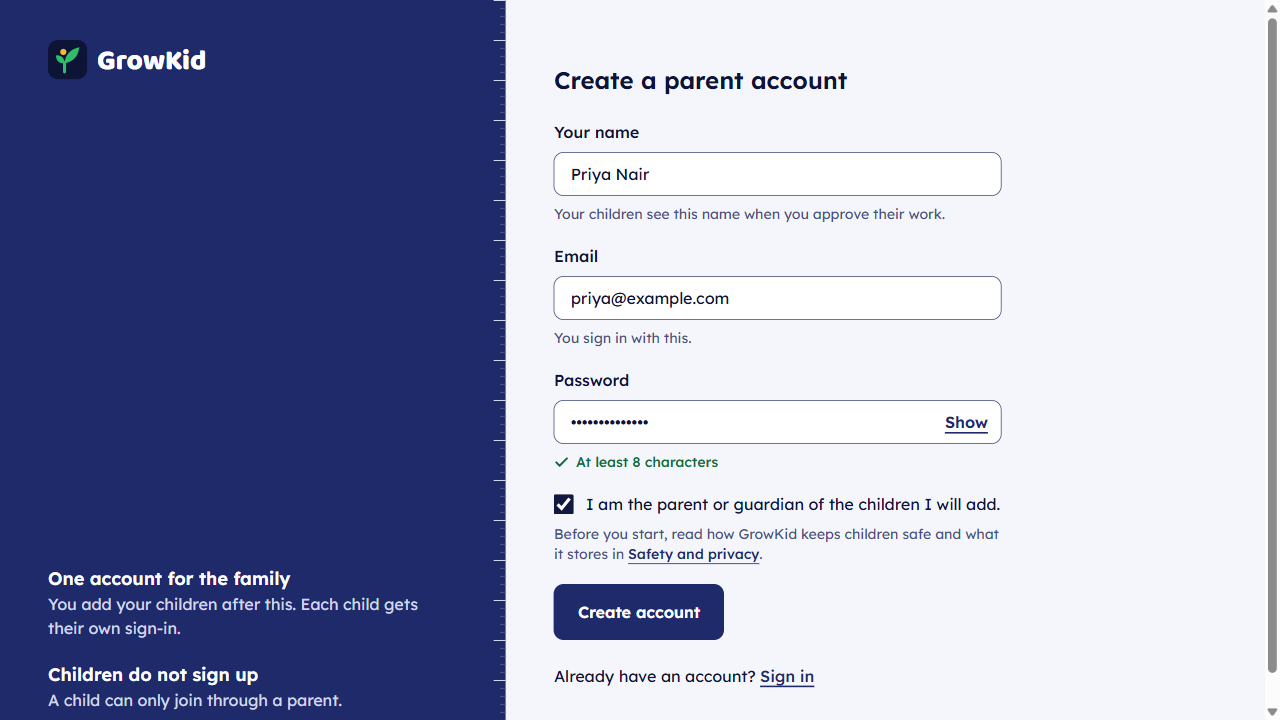 GrowKid
One account for the family
You add your children after this. Each child gets
their own sign-in.
Children do not sign up
A child can only join through a parent.
Create a parent account
Your name
Priya Nair
Your children see this name when you approve their work.
Email
priya@example.com
You sign in with this.
Password
••••••••••••••
Show
At least 8 characters
I am the parent or guardian of the children I will add.
Before you start, read how GrowKid keeps children safe and what
it stores in Safety and privacy.
Create account
Already have an account? Sign in